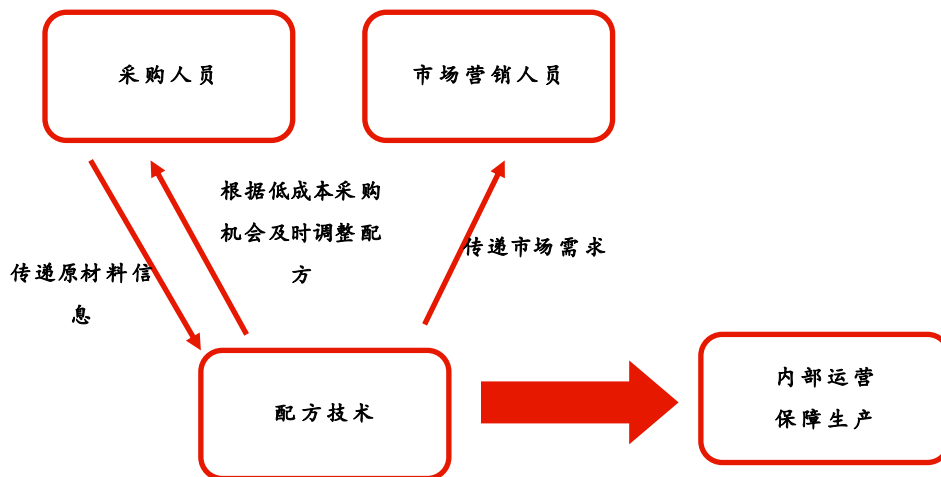 采购人员
市场营销人员
根据低成本采购
机会及时调整配
方
传递市场需求
传递原材料信
息
配方技术
内部运营
保障生产